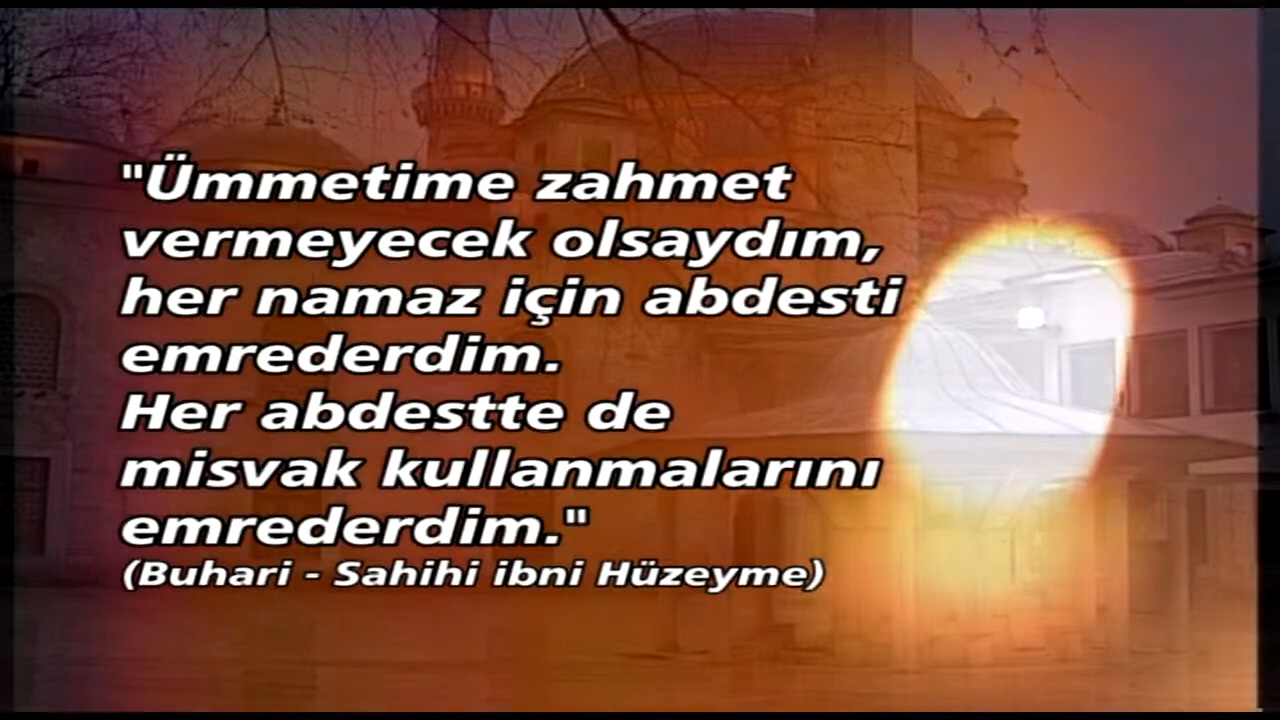 "Ümmetime zahmet
vermeyecek olsaydım,
her namaz için abdesti
emrederdim.
Her abdestte de
misvak kullanmalarını
emrederdim."
(Buhari - Sahihi ibni Hüzeyme)